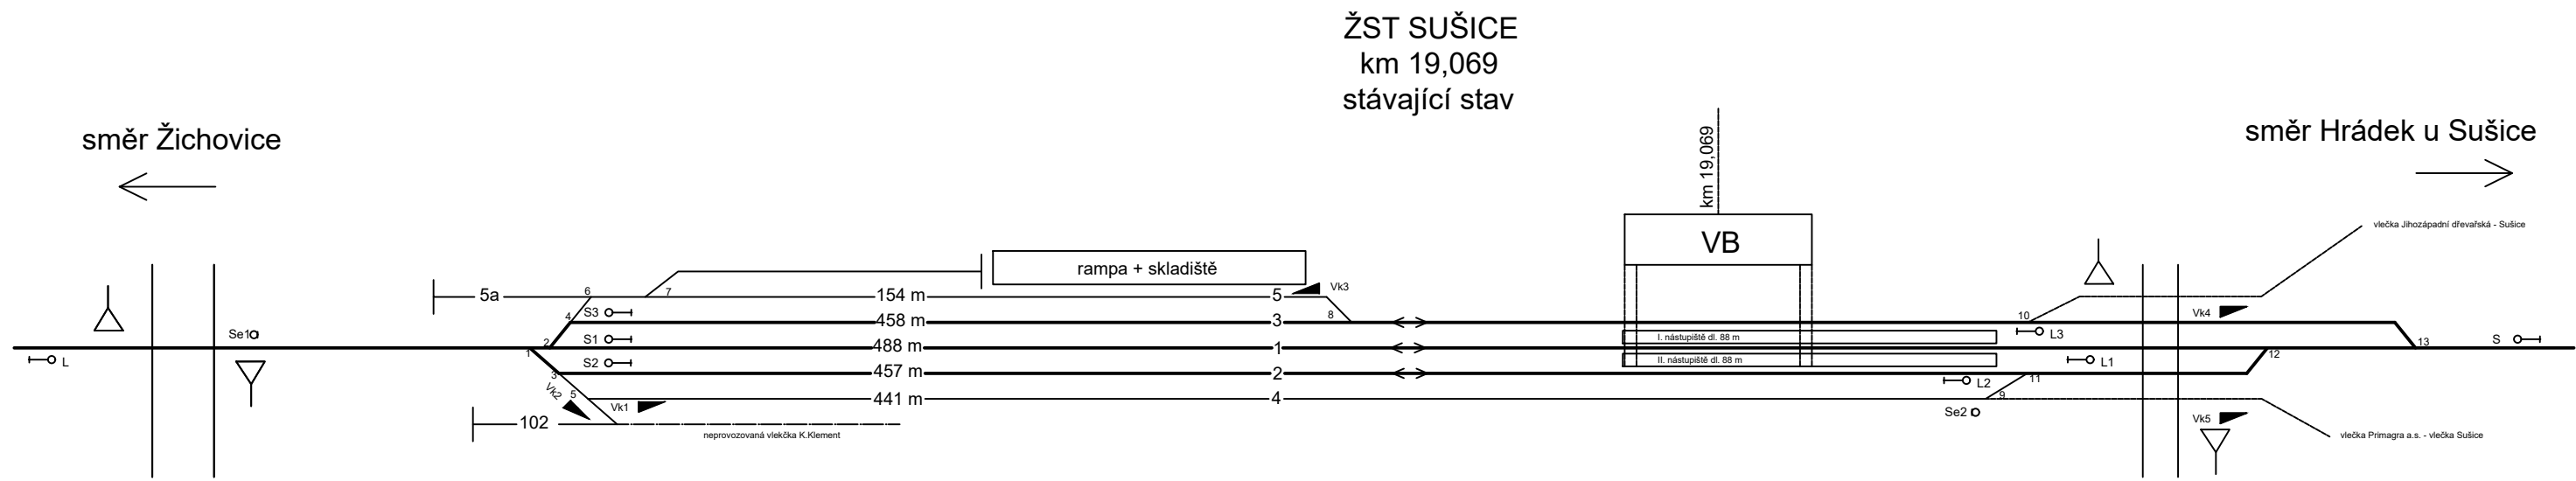 ŽST SUŠICE
km 19,069
stávající stav
směr Žichovice
směr Hrádek u Sušice
km 19,069
VB
vlečka Jihozápadní dřevařská - Sušice
rampa + skladiště
5a
6
7
154 m
5
Vk3
Vk4
4
S3
458 m
3
8
10
L3
Se1
2
S1
488 m
1
I. nástupiště dl. 88 m
L1
13
S
L
1
S2
II. nástupiště dl. 88 m
12
3
457 m
2
L2
11
Vk2
5
Vk1
441 m
4
9
Se2
Vk5
102
neprovozovaná vlekčka K.Klement
vlečka Primagra a.s. - vlečka Sušice